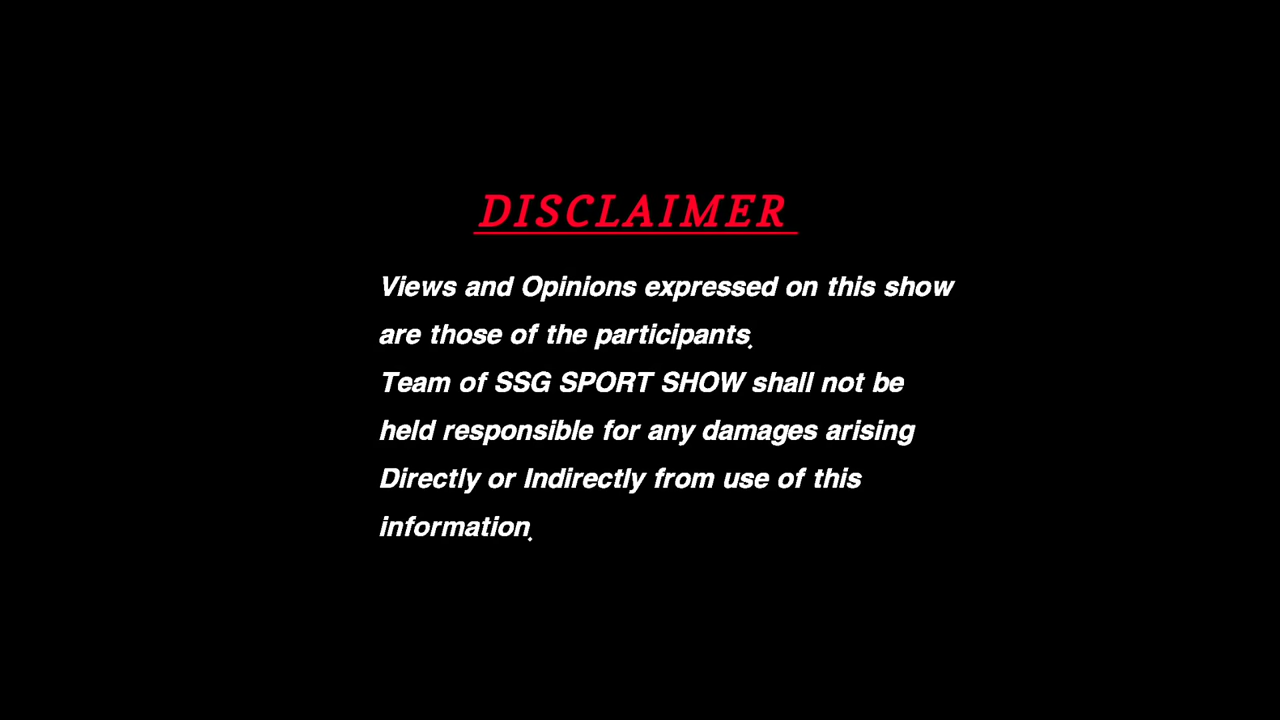 DISCLAIMER
Views and Opinions expressed on this show
are those of the participants.
Team of SSG SPORT SHOW shall not be
held responsible for any damages arising
Directly or Indirectly from use of this
information.